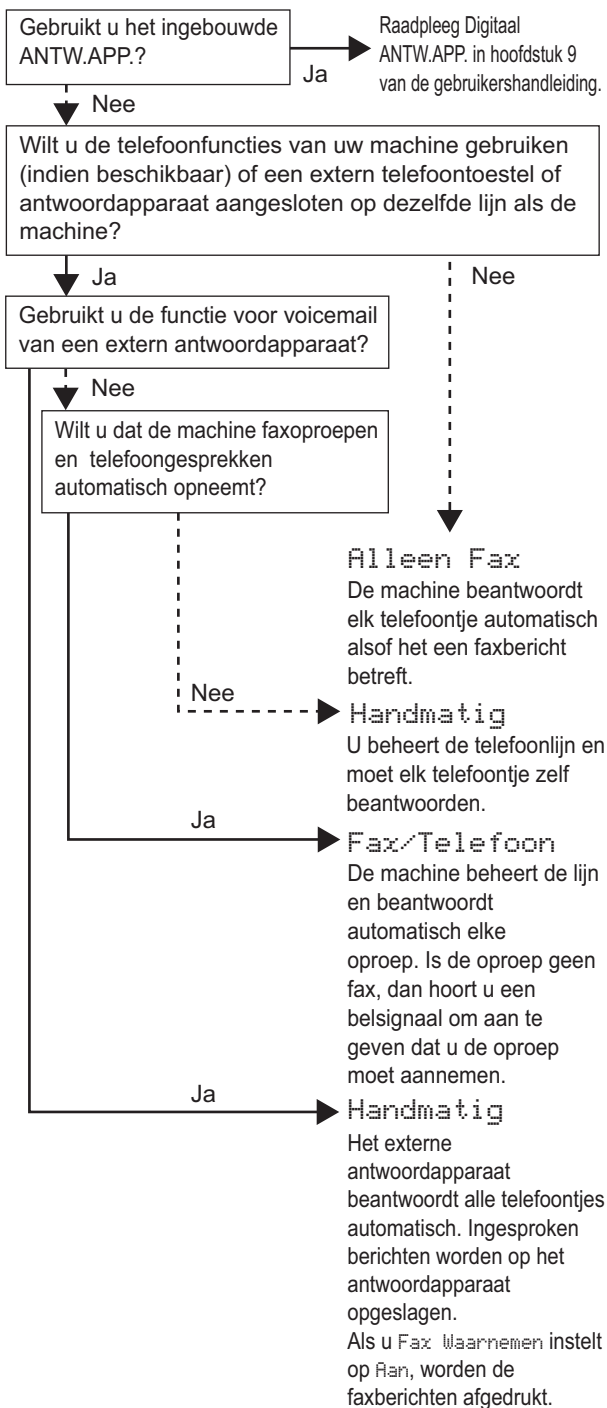 Gebruikt u het ingebouwde
ANTW.APP.?
Ja
Raadpleeg Digitaal
ANTW.APP. in hoofdstuk 9
van de gebruikershandleiding.
Nee
Wilt u de telefoonfuncties van uw machine gebruiken
(indien beschikbaar) of een extern telefoontoestel of
antwoordapparaat aangesloten op dezelfde lijn als de
machine?
Ja
Nee
Gebruikt u de functie voor voicemail
van een extern antwoordapparaat?
Nee
Wilt u dat de machine faxoproepen
en telefoongesprekken
automatisch opneemt?
Alleen Fax
De machine beantwoordt
elk telefoontje automatisch
alsof het een faxbericht
betreft.
Nee
Handmatig
U beheert de telefoonlijn en
moet elk telefoontje zelf
beantwoorden.
Ja
Fax/Telefoon
De machine beheert de lijn
en beantwoordt
automatisch elke
oproep. Is de oproep geen
fax, dan hoort u een
belsignaal om aan te
geven dat u de oproep
moet aannemen.
Ja
Handmatig
Het externe
antwoordapparaat
beantwoordt alle telefoontjes
automatisch. Ingesproken
berichten worden op het
antwoordapparaat
opgeslagen.
Als u Fax Waarnemen instelt
op Aan, worden de
faxberichten afgedrukt.